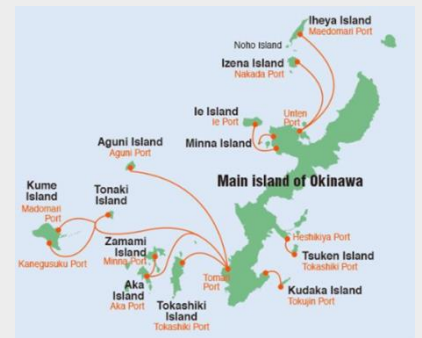 Iheya Island
Maedomari Port
Noho Island
Izena Island
Nakada Port
Ie Island
Ie Port
Unten
Port
Minna Island
Aguni Island
Aguni Port
Main island of Okinawa
Kume
Island
Madomari
Port
Tonaki
Island
Kanegusuku Port
Zamami
Island
Minna Port
Aka
Island
Aka Port
Tokashiki
Island
Tokashiki Port
Tomari
Port
Heshikiya Port
Tsuken Island
Tokashiki Port
Kudaka Island
Tokujin Port